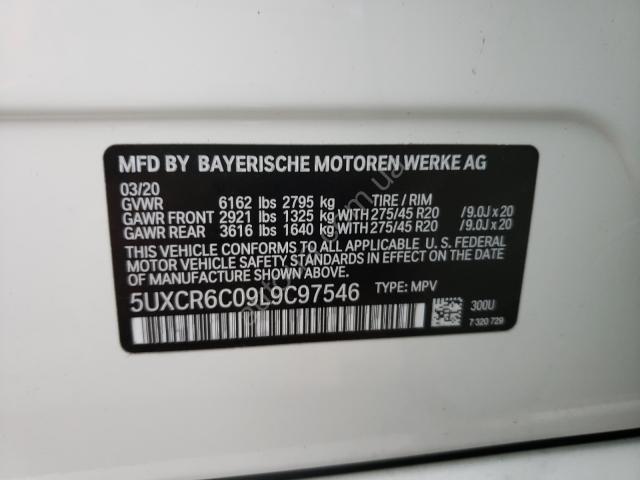 MFD BY BAYERISCHE MOTOREN WERKE AG
03/20
GVWR 6162 lbs 2795 kg TIRE / RIM
GAWR FRONT 2921 lbs 1325 kg WITH 275/45 R20 / 9.0J x 20
GAWR REAR 3616 lbs 1640 kg WITH 275/45 R20 / 9.0J x 20
THIS VEHICLE CONFORMS TO ALL APPLICABLE U. S. FEDERAL
MOTOR VEHICLE SAFETY STANDARDS IN EFFECT ON THE
DATE OF MANUFACTURE SHOWN ABOVE.
5UXCR6C09L9C97546 TYPE: MPV
300U
7 320 729